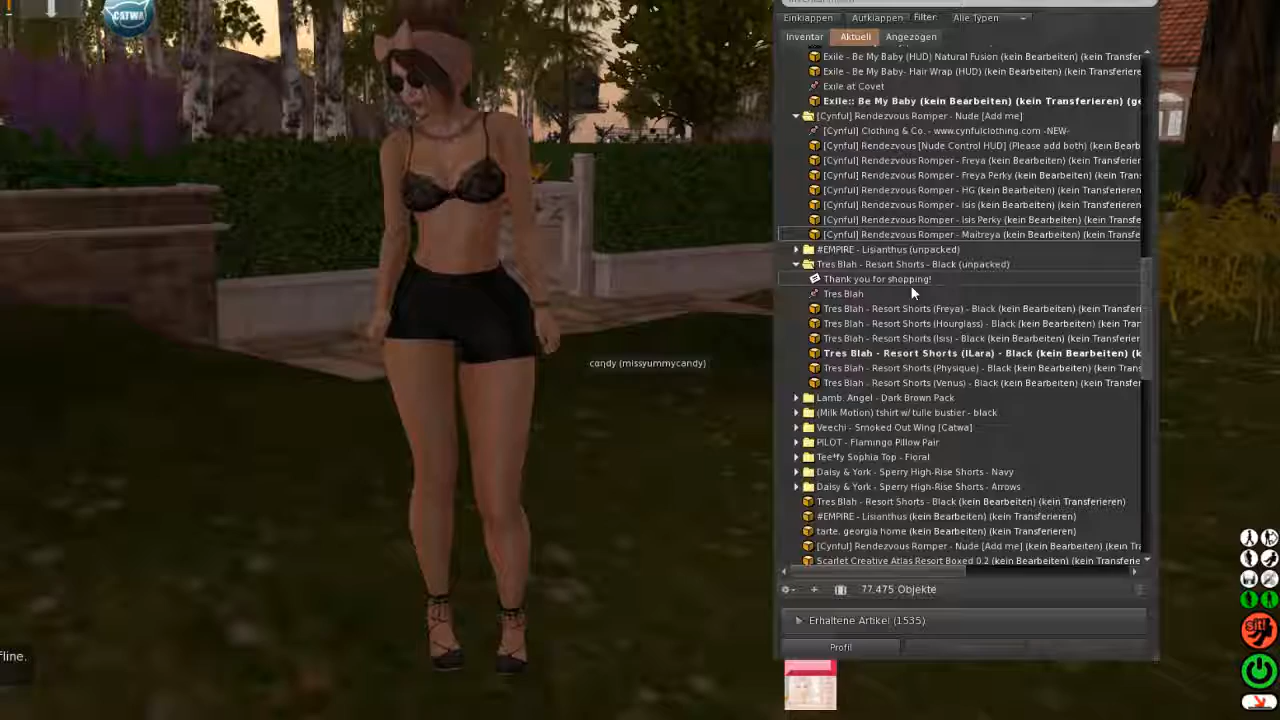 CATWA
Einklappen Aufklappen Filter: Alle Typen
Inventar Aktuell Angezogen
Exile - Be My Baby (HUD) Natural Fusion (kein Bearbeiten) (kein Transfer
Exile - Be My Baby- Hair Wrap (HUD) (kein Bearbeiten) (kein Transferiere
Exile at Covet
Exile:: Be My Baby (kein Bearbeiten) (kein Transferieren) (ge
[Cynful] Rendezvous Romper - Nude [Add me]
[Cynful] Clothing & Co. - www.cynfulclothing.com -NEW-
[Cynful] Rendezvous [Nude Control HUD] (Please add both) (kein Bearb
[Cynful] Rendezvous Romper - Freya (kein Bearbeiten) (kein Transferier
[Cynful] Rendezvous Romper - Freya Perky (kein Bearbeiten) (kein Tran
[Cynful] Rendezvous Romper - HG (kein Bearbeiten) (kein Transferieren
[Cynful] Rendezvous Romper - Isis (kein Bearbeiten) (kein Transferieren
[Cynful] Rendezvous Romper - Isis Perky (kein Bearbeiten) (kein Transfe
[Cynful] Rendezvous Romper - Maitreya (kein Bearbeiten) (kein Transfe
#EMPIRE - Lisianthus (unpacked)
Tres Blah - Resort Shorts - Black (unpacked)
Thank you for shopping!
Tres Blah
Tres Blah - Resort Shorts (Freya) - Black (kein Bearbeiten) (kein Transferi
Tres Blah - Resort Shorts (Hourglass) - Black (kein Bearbeiten) (kein Tran
Tres Blah - Resort Shorts (Isis) - Black (kein Bearbeiten) (kein Transferier
candy (missyummycandy)
Tres Blah - Resort Shorts (lLara) - Black (kein Bearbeiten) (k
Tres Blah - Resort Shorts (Physique) - Black (kein Bearbeiten) (kein Trans
Tres Blah - Resort Shorts (Venus) - Black (kein Bearbeiten) (kein Transfer
Lamb. Angel - Dark Brown Pack
(Milk Motion) tshirt w/ tulle bustier - black
Veechi - Smoked Out Wing [Catwa]
PILOT - Flamingo Pillow Pair
Tee*fy Sophia Top - Floral
Daisy & York - Sperry High-Rise Shorts - Navy
Daisy & York - Sperry High-Rise Shorts - Arrows
Tres Blah - Resort Shorts - Black (kein Bearbeiten) (kein Transferieren)
#EMPIRE - Lisianthus (kein Bearbeiten) (kein Transferieren)
tarte. georgia home (kein Bearbeiten) (kein Transferieren)
[Cynful] Rendezvous Romper - Nude [Add me] (kein Bearbeiten) (kein Tra
Scarlet Creative Atlas Resort Boxed 0.2 (kein Bearbeiten) (kein Transferieren
77.475 Objekte
Erhaltene Artikel (1535)
Profil
sit!
fline.